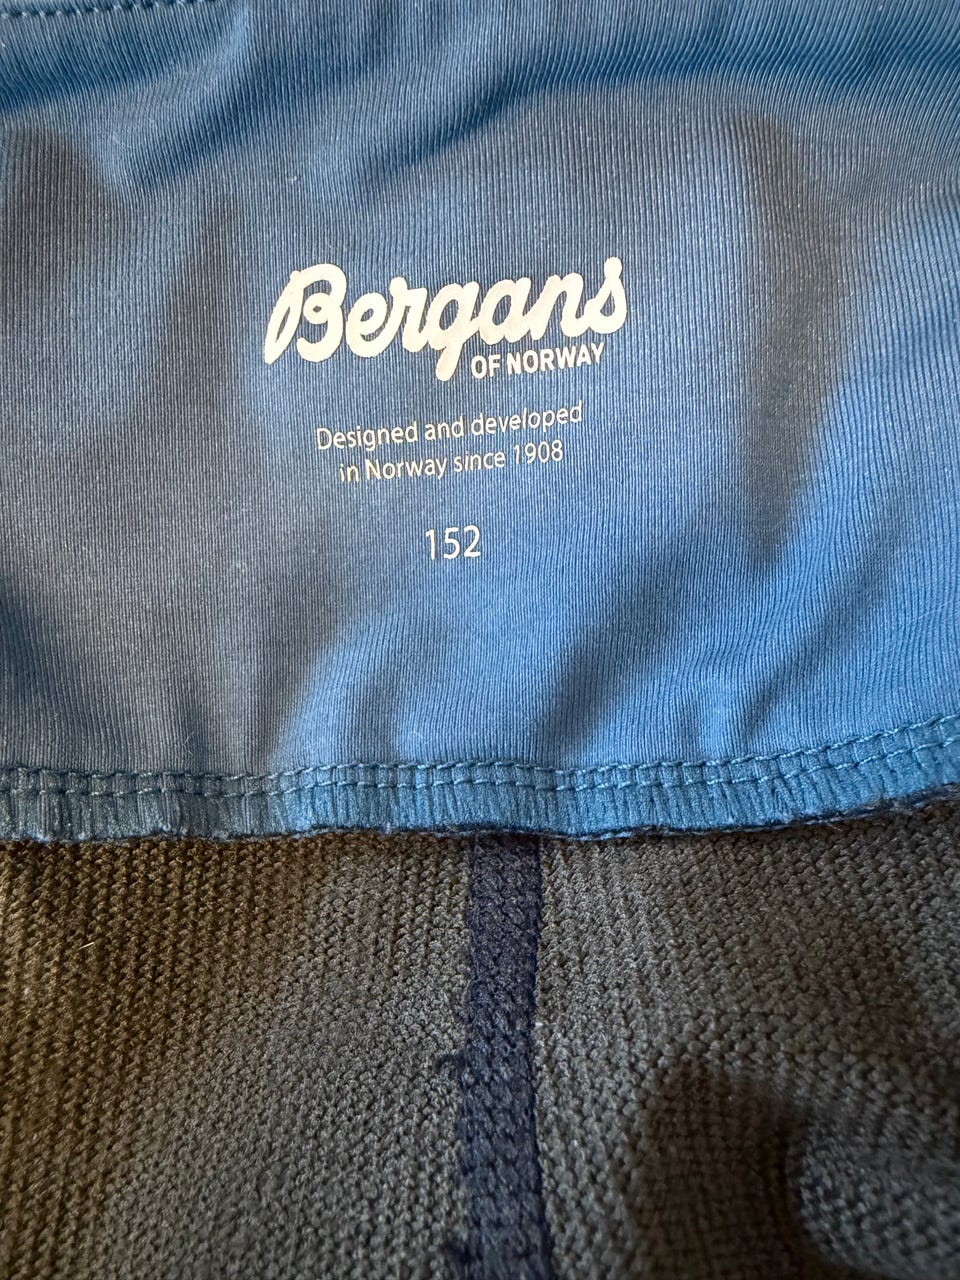 Bergans
OF NORWAY
Designed and developed
in Norway since 1908
152